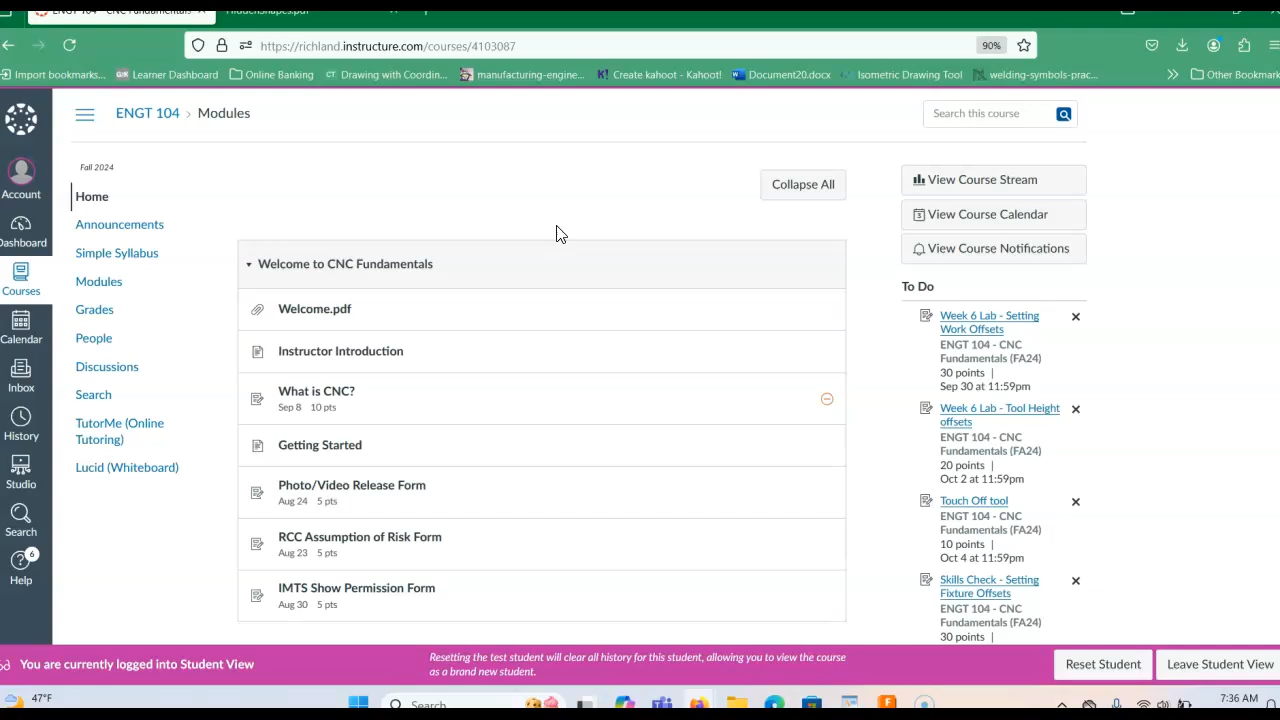 ENGT 104 - CNC Fundamentals
HiddenShapes.pdf
https://richland.instructure.com/courses/4103087
90%
Import bookmarks...
Learner Dashboard
Online Banking
Drawing with Coordin...
manufacturing-engine...
K! Create kahoot - Kahoot!
Document20.docx
Isometric Drawing Tool
welding-symbols-prac...
Other Bookmark
ENGT 104 › Modules
Search this course
Account
Dashboard
Courses
Calendar
Inbox
History
Studio
Search
6
Help
Fall 2024
Home
Announcements
Simple Syllabus
Modules
Grades
People
Discussions
Search
TutorMe (Online
Tutoring)
Lucid (Whiteboard)
Collapse All
Welcome to CNC Fundamentals
Welcome.pdf
Instructor Introduction
What is CNC?
Sep 8 10 pts
Getting Started
Photo/Video Release Form
Aug 24 5 pts
RCC Assumption of Risk Form
Aug 23 5 pts
IMTS Show Permission Form
Aug 30 5 pts
View Course Stream
View Course Calendar
View Course Notifications
To Do
Week 6 Lab - Setting
Work Offsets
ENGT 104 - CNC
Fundamentals (FA24)
30 points |
Sep 30 at 11:59pm
Week 6 Lab - Tool Height
offsets
ENGT 104 - CNC
Fundamentals (FA24)
20 points |
Oct 2 at 11:59pm
Touch Off tool
ENGT 104 - CNC
Fundamentals (FA24)
10 points |
Oct 4 at 11:59pm
Skills Check - Setting
Fixture Offsets
ENGT 104 - CNC
Fundamentals (FA24)
30 points |
You are currently logged into Student View
Resetting the test student will clear all history for this student, allowing you to view the course
as a brand new student.
Reset Student
Leave Student View
47°F
Search
7:36 AM